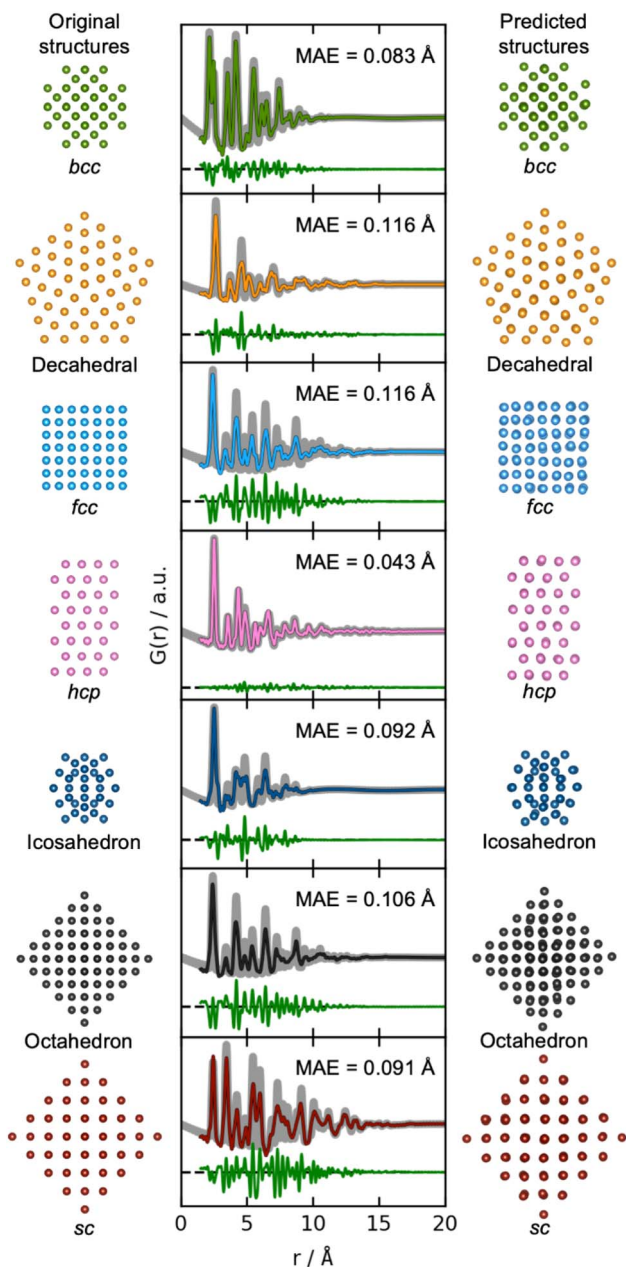 Original
structures
Predicted
structures
MAE = 0.083 Å
bcc
bcc
MAE = 0.116 Å
Decahedral
Decahedral
MAE = 0.116 Å
fcc
fcc
MAE = 0.043 Å
G(r) / a.u.
hcp
hcp
MAE = 0.092 Å
Icosahedron
Icosahedron
MAE = 0.106 Å
Octahedron
Octahedron
MAE = 0.091 Å
sc
sc
0 5 10 15 20
r / Å